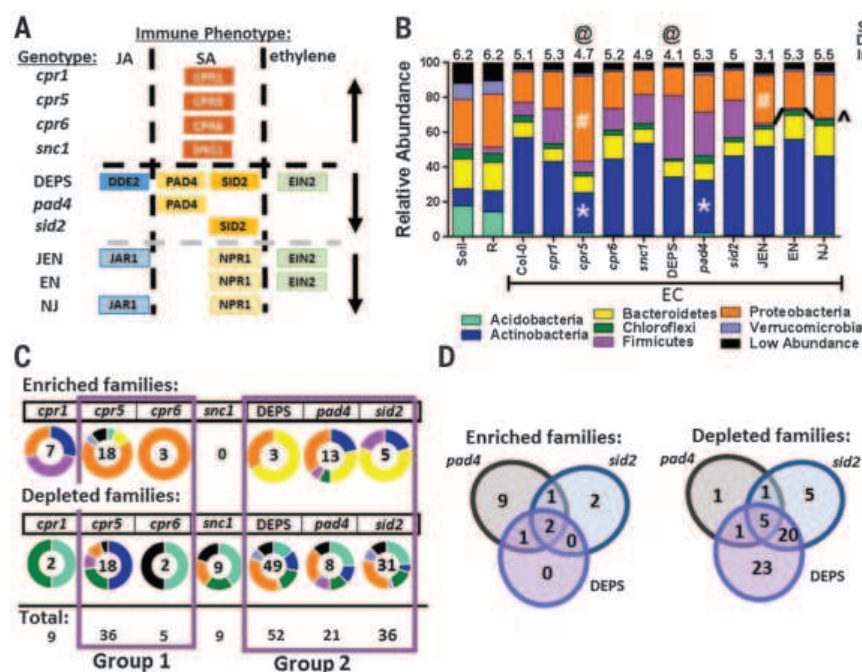 A
Immune Phenotype:
Genotype: JA SA ethylene
cpr1 CPR1
cpr5 CPR5
cpr6 CPR6
snc1 SNC1
DEPS DDE2 PAD4 SID2 EIN2
pad4 PAD4
sid2 SID2
JEN JAR1 NPR1 EIN2
EN NPR1 EIN2
NJ JAR1 NPR1
B
@ @
6.2 6.2 5.1 5.3 4.7 5.2 4.9 4.1 5.3 5 3.1 5.3 5.5
Relative Abundance
100
80
60
40
20
0
# #
^
* *
Soil R Col-0 cpr1 cpr5 cpr6 snc1 DEPS pad4 sid2 JEN EN NJ
EC
Acidobacteria
Actinobacteria
Bacteroidetes
Chloroflexi
Firmicutes
Proteobacteria
Verrucomicrobia
Low Abundance
C
Enriched families:
cpr1 cpr5 cpr6 snc1 DEPS pad4 sid2
7 18 3 0 3 13 5
Depleted families:
cpr1 cpr5 cpr6 snc1 DEPS pad4 sid2
2 18 2 9 49 8 31
Total:
9 36 5 9 52 21 36
Group 1 Group 2
D
Enriched families:
pad4 sid2
9 1 2
1 2 0
0
DEPS
Depleted families:
pad4 sid2
1 1 5
1 5 20
23
DEPS